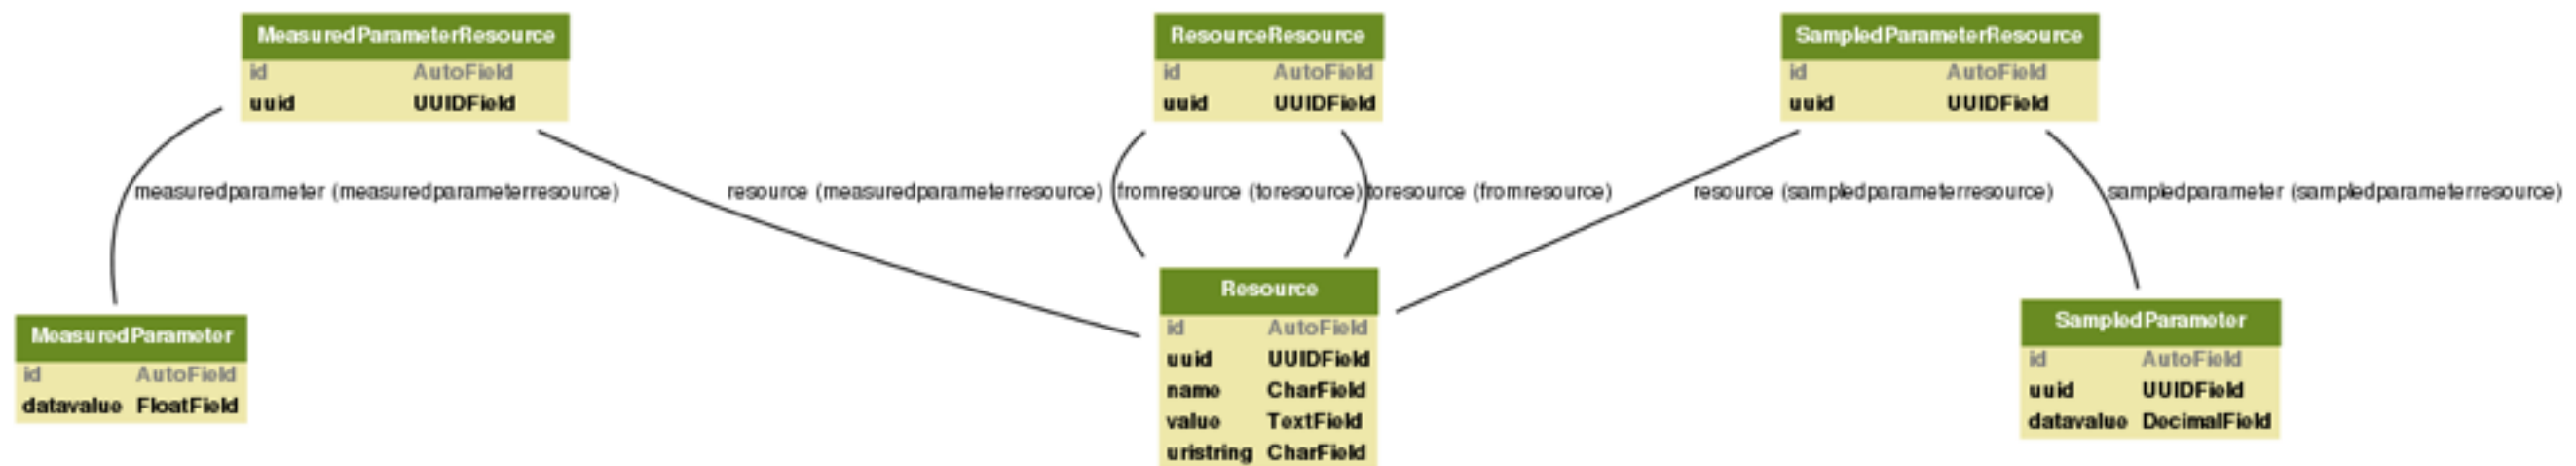 MeasuredParameterResource
id AutoField
uuid UUIDField
ResourceResource
id AutoField
uuid UUIDField
SampledParameterResource
id AutoField
uuid UUIDField
measuredparameter (measuredparameterresource)
resource (measuredparameterresource)
fromresource (toresource)
toresource (fromresource)
resource (sampledparameterresource)
sampledparameter (sampledparameterresource)
MeasuredParameter
id AutoField
datavalue FloatField
Resource
id AutoField
uuid UUIDField
name CharField
value TextField
uristring CharField
SampledParameter
id AutoField
uuid UUIDField
datavalue DecimalField